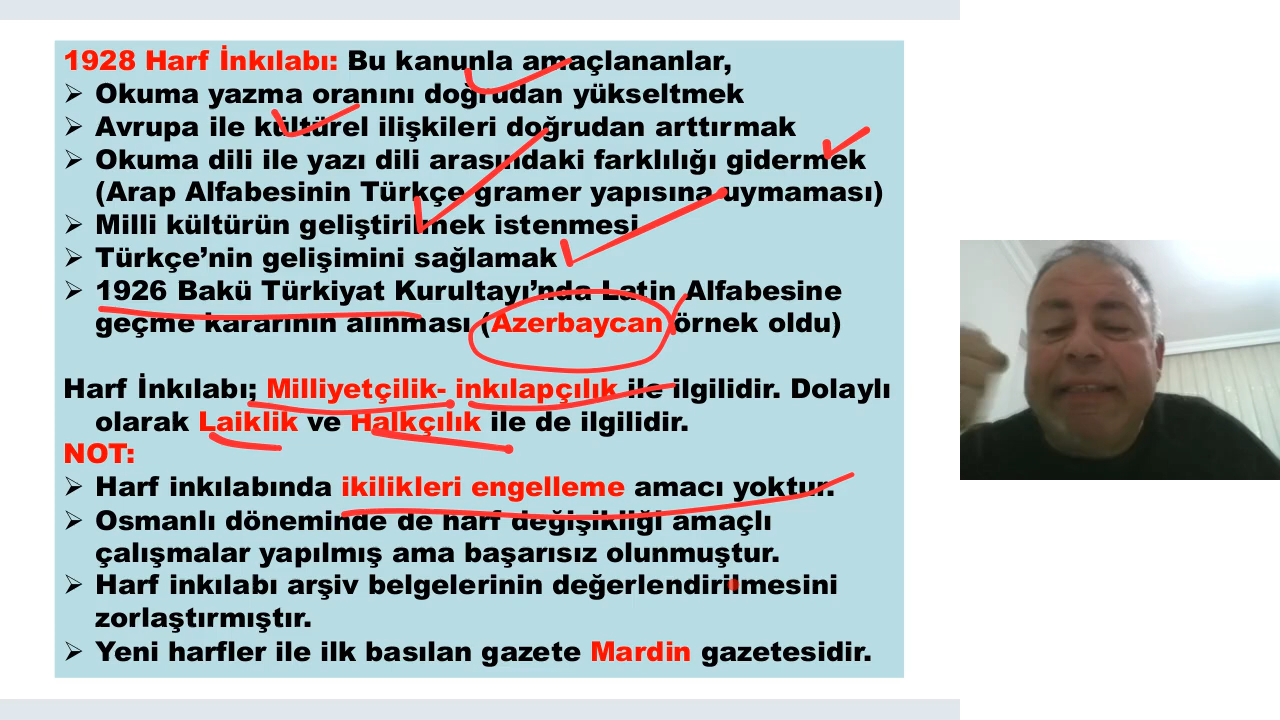 1928 Harf İnkılabı: Bu kanunla amaçlananlar,
➢ Okuma yazma oranını doğrudan yükseltmek
➢ Avrupa ile kültürel ilişkileri doğrudan arttırmak
➢ Okuma dili ile yazı dili arasındaki farklılığı gidermek
(Arap Alfabesinin Türkçe gramer yapısına uymaması)
➢ Milli kültürün geliştirilmek istenmesi
➢ Türkçe’nin gelişimini sağlamak
➢ 1926 Bakü Türkiyat Kurultayı’nda Latin Alfabesine
geçme kararının alınması (Azerbaycan örnek oldu)
Harf İnkılabı; Milliyetçilik- inkılapçılık ile ilgilidir. Dolaylı
olarak Laiklik ve Halkçılık ile de ilgilidir.
NOT:
➢ Harf inkılabında ikilikleri engelleme amacı yoktur.
➢ Osmanlı döneminde de harf değişikliği amaçlı
çalışmalar yapılmış ama başarısız olunmuştur.
➢ Harf inkılabı arşiv belgelerinin değerlendirilmesini
zorlaştırmıştır.
➢ Yeni harfler ile ilk basılan gazete Mardin gazetesidir.